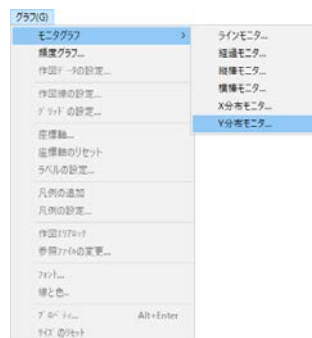 グラフ(G)
モニタグラフ
頻度グラフ...
作図データの設定...
作図線の設定...
グリッドの設定...
座標軸...
座標軸のリセット
ラベルの設定...
凡例の追加
凡例の設定...
作図エリアロック
参照ファイルの変更...
フォント...
線と色...
プロパティ... Alt+Enter
サイズのリセット
ラインモニタ...
経過モニタ...
縦棒モニタ...
横棒モニタ...
X分布モニタ...
Y分布モニタ...